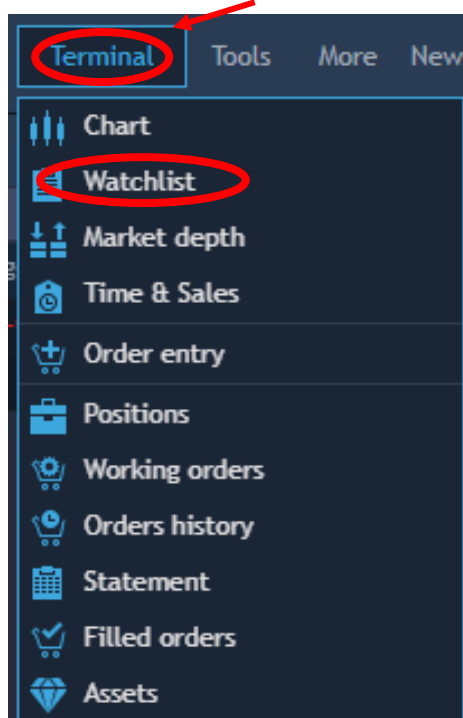 Terminal Tools More New
Chart
Watchlist
Market depth
Time & Sales
Order entry
Positions
Working orders
Orders history
Statement
Filled orders
Assets